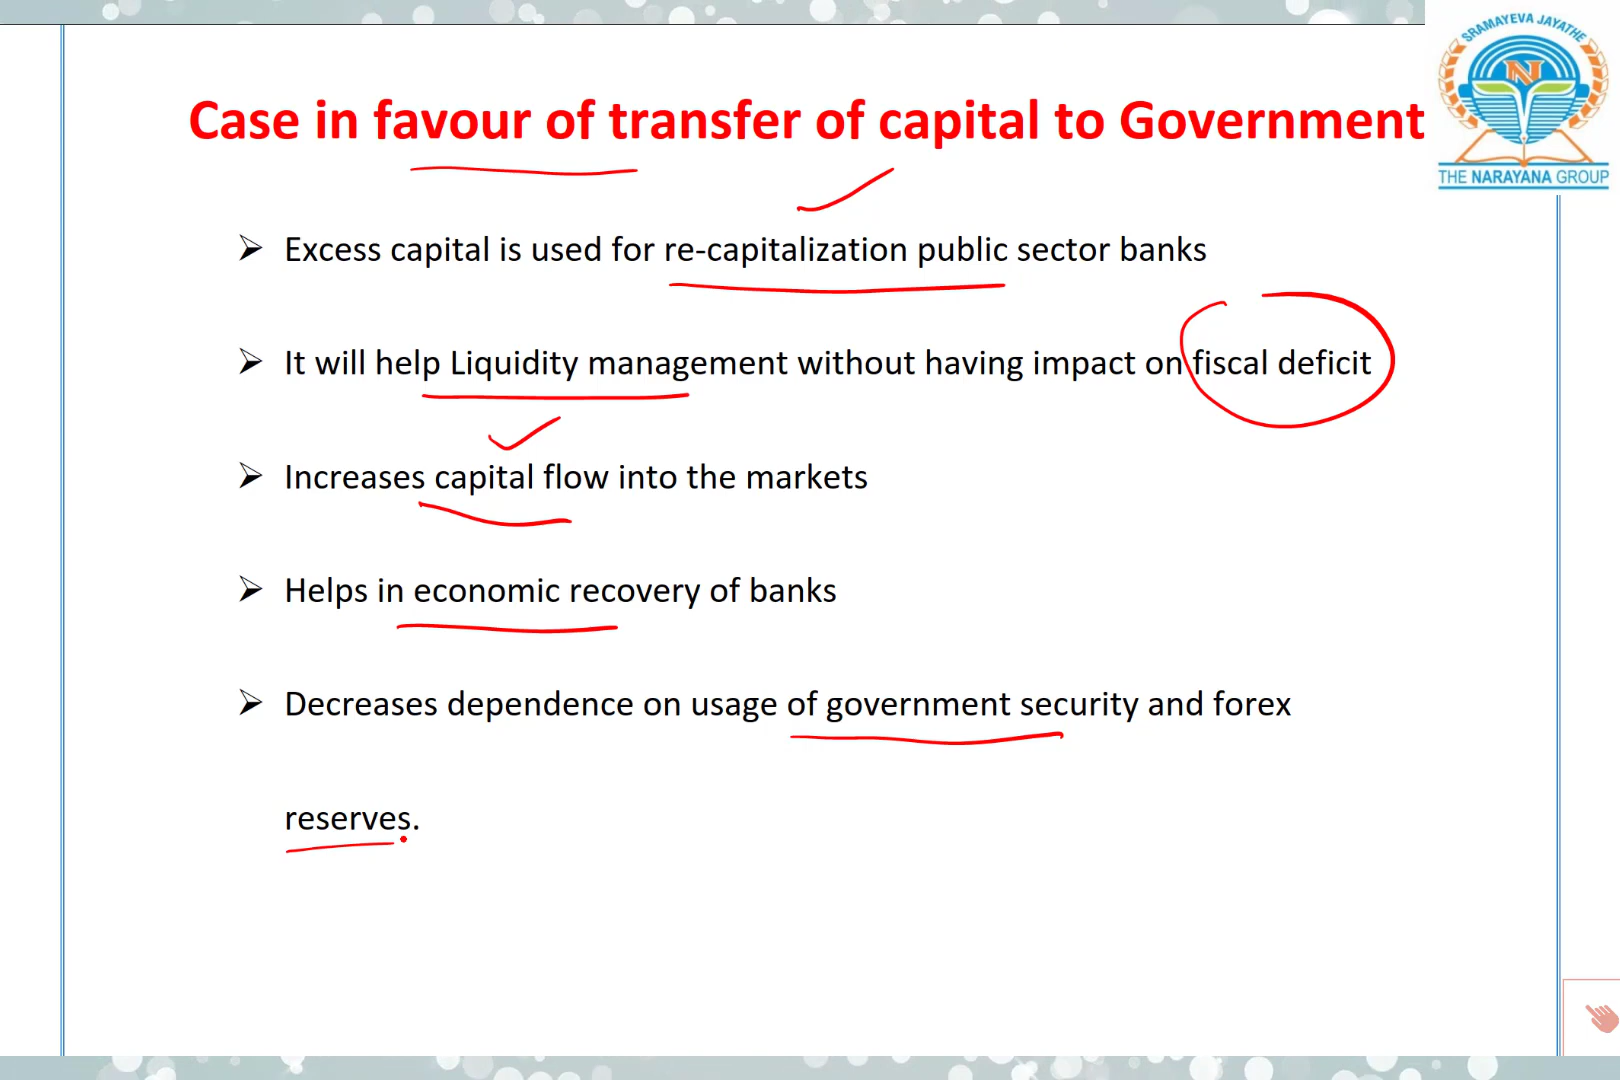 SRAMAYEVA JAYATHE
N
THE NARAYANA GROUP
Case in favour of transfer of capital to Government
➢ Excess capital is used for re-capitalization public sector banks
➢ It will help Liquidity management without having impact on fiscal deficit
➢ Increases capital flow into the markets
➢ Helps in economic recovery of banks
➢ Decreases dependence on usage of government security and forex
reserves.